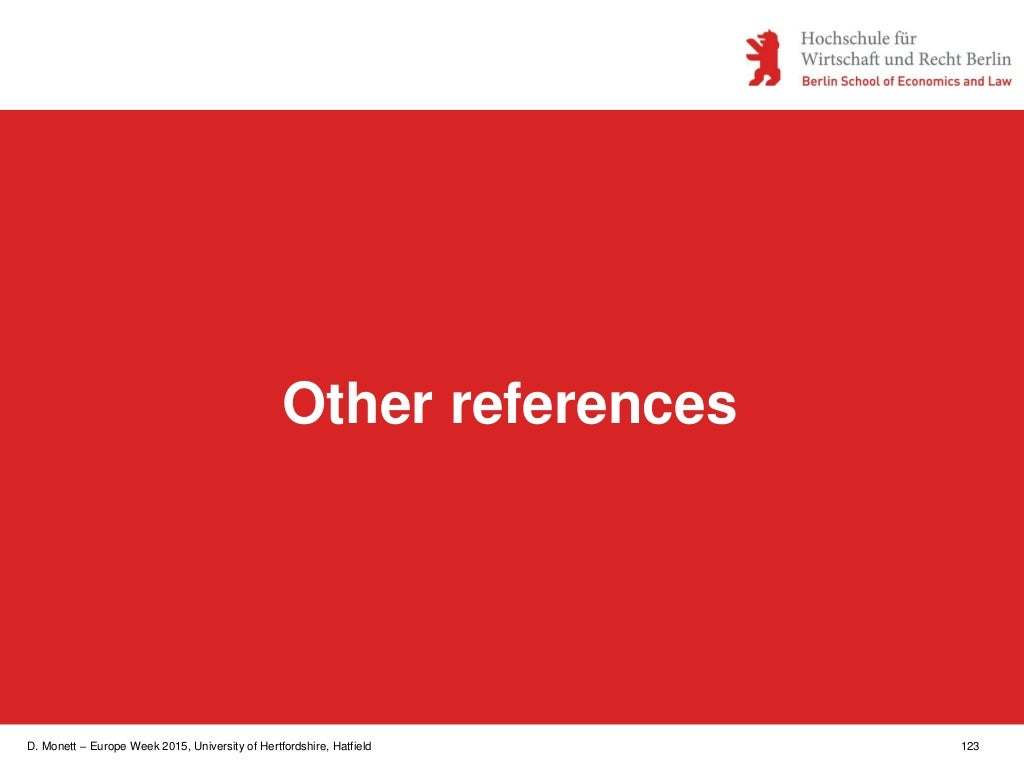 Hochschule für
Wirtschaft und Recht Berlin
Berlin School of Economics and Law
Other references
D. Monett – Europe Week 2015, University of Hertfordshire, Hatfield
123